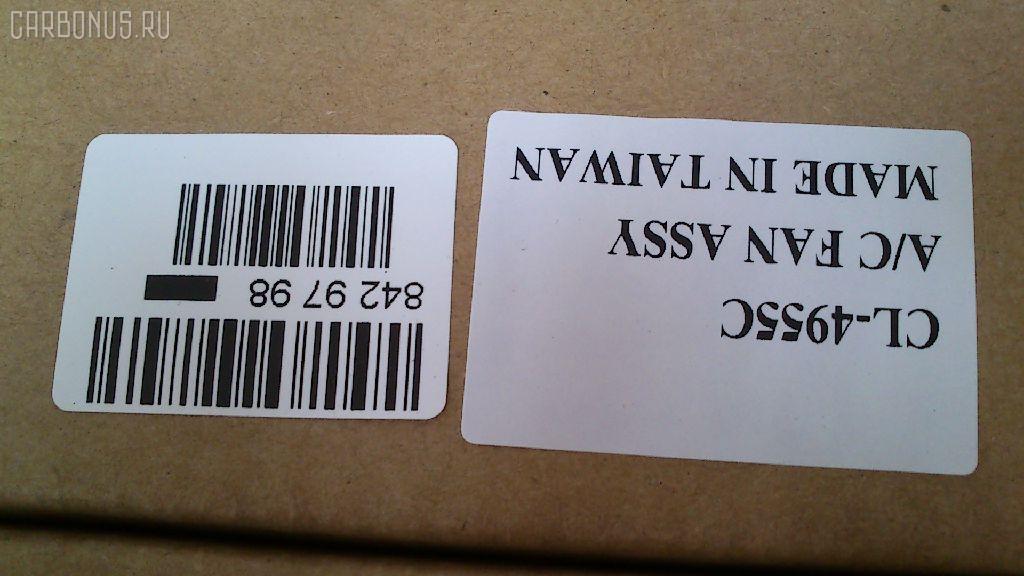 CARBONUS.RU
CL-4955C
A/C FAN ASSY
MADE IN TAIWAN
842 97 98